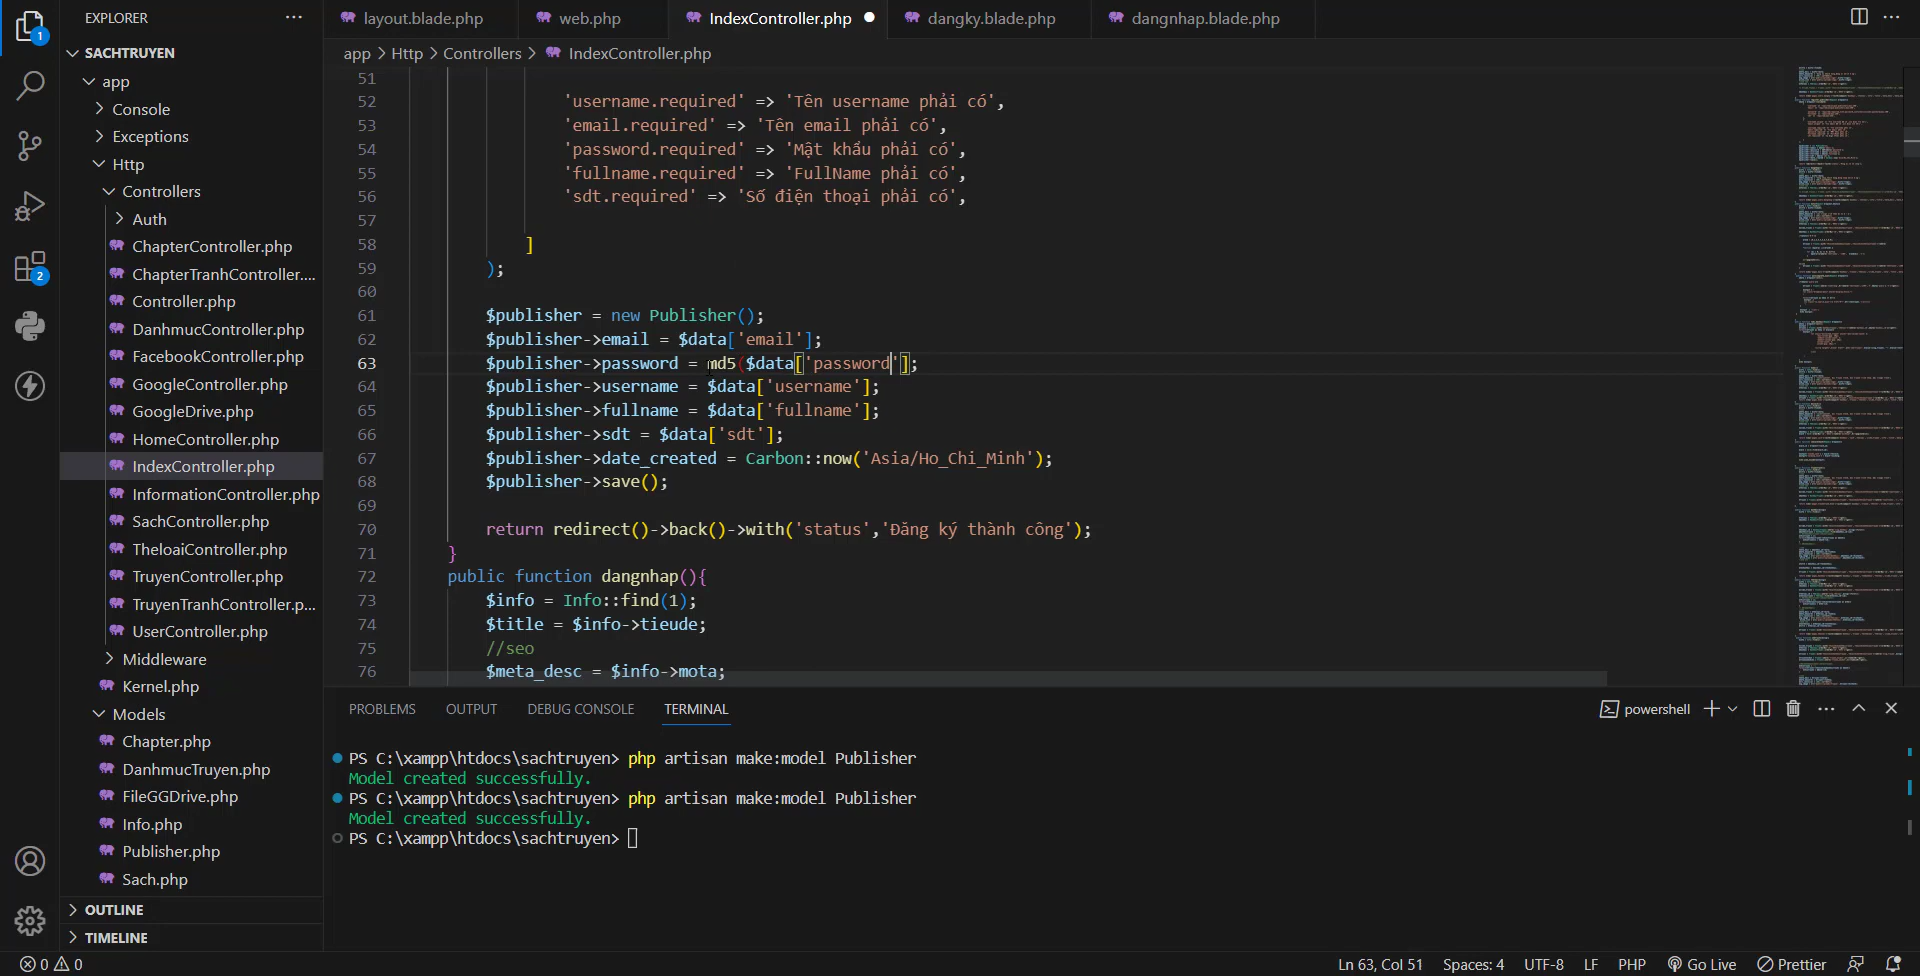 EXPLORER
layout.blade.php
web.php
IndexController.php
dangky.blade.php
dangnhap.blade.php
app > Http > Controllers > IndexController.php
1
2
SACHTRUYEN
app
Console
Exceptions
Http
Controllers
Auth
ChapterController.php
ChapterTranhController....
Controller.php
DanhmucController.php
FacebookController.php
GoogleController.php
GoogleDrive.php
HomeController.php
IndexController.php
InformationController.php
SachController.php
TheloaiController.php
TruyenController.php
TruyenTranhController.p...
UserController.php
Middleware
Kernel.php
Models
Chapter.php
DanhmucTruyen.php
FileGGDrive.php
Info.php
Publisher.php
Sach.php
OUTLINE
TIMELINE
51
52 'username.required' => 'Tên username phải có',
53 'email.required' => 'Tên email phải có',
54 'password.required' => 'Mật khẩu phải có',
55 'fullname.required' => 'FullName phải có',
56 'sdt.required' => 'Số điện thoại phải có',
57
58 ]
59 );
60
61 $publisher = new Publisher();
62 $publisher->email = $data['email'];
63 $publisher->password = md5($data['password'];
64 $publisher->username = $data['username'];
65 $publisher->fullname = $data['fullname'];
66 $publisher->sdt = $data['sdt'];
67 $publisher->date_created = Carbon::now('Asia/Ho_Chi_Minh');
68 $publisher->save();
69
70 return redirect()->back()->with('status','Đăng ký thành công');
71 }
72 public function dangnhap(){
73 $info = Info::find(1);
74 $title = $info->tieude;
75 //seo
76 $meta_desc = $info->mota;
PROBLEMS OUTPUT DEBUG CONSOLE TERMINAL powershell
PS C:\xampp\htdocs\sachtruyen> php artisan make:model Publisher
Model created successfully.
PS C:\xampp\htdocs\sachtruyen> php artisan make:model Publisher
Model created successfully.
PS C:\xampp\htdocs\sachtruyen>
0 0 Ln 63, Col 51 Spaces: 4 UTF-8 LF PHP Go Live Prettier